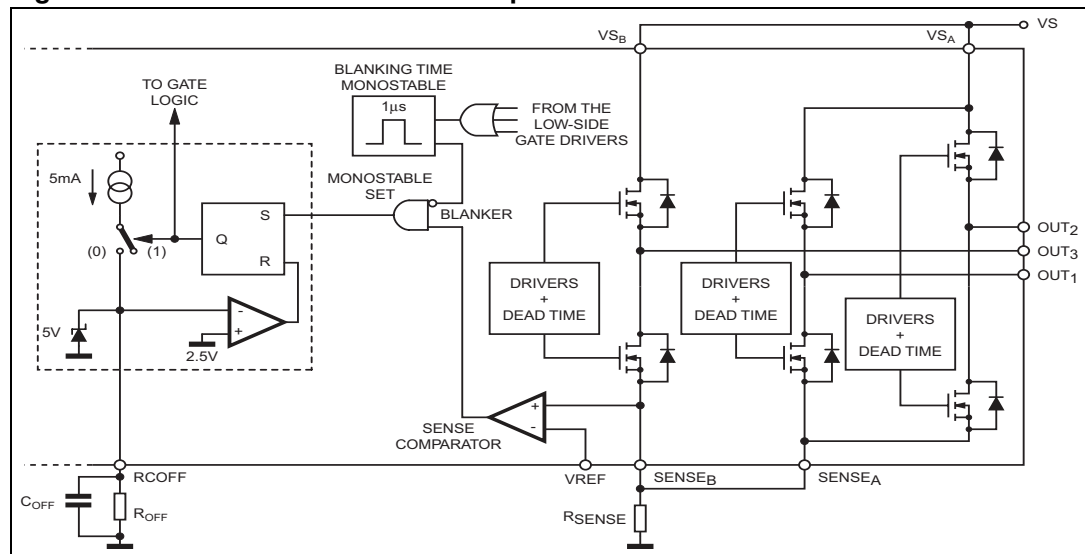 VS
VSB
VSA
BLANKING TIME
MONOSTABLE
TO GATE
LOGIC
1μs
FROM THE
LOW-SIDE
GATE DRIVERS
5mA
MONOSTABLE
SET
BLANKER
S
Q
R
(0)
(1)
OUT2
OUT3
OUT1
DRIVERS
+
DEAD TIME
DRIVERS
+
DEAD TIME
DRIVERS
+
DEAD TIME
5V
-
+
2.5V
+
-
SENSE
COMPARATOR
RCOFF
VREF
SENSEB
SENSEA
COFF
ROFF
RSENSE